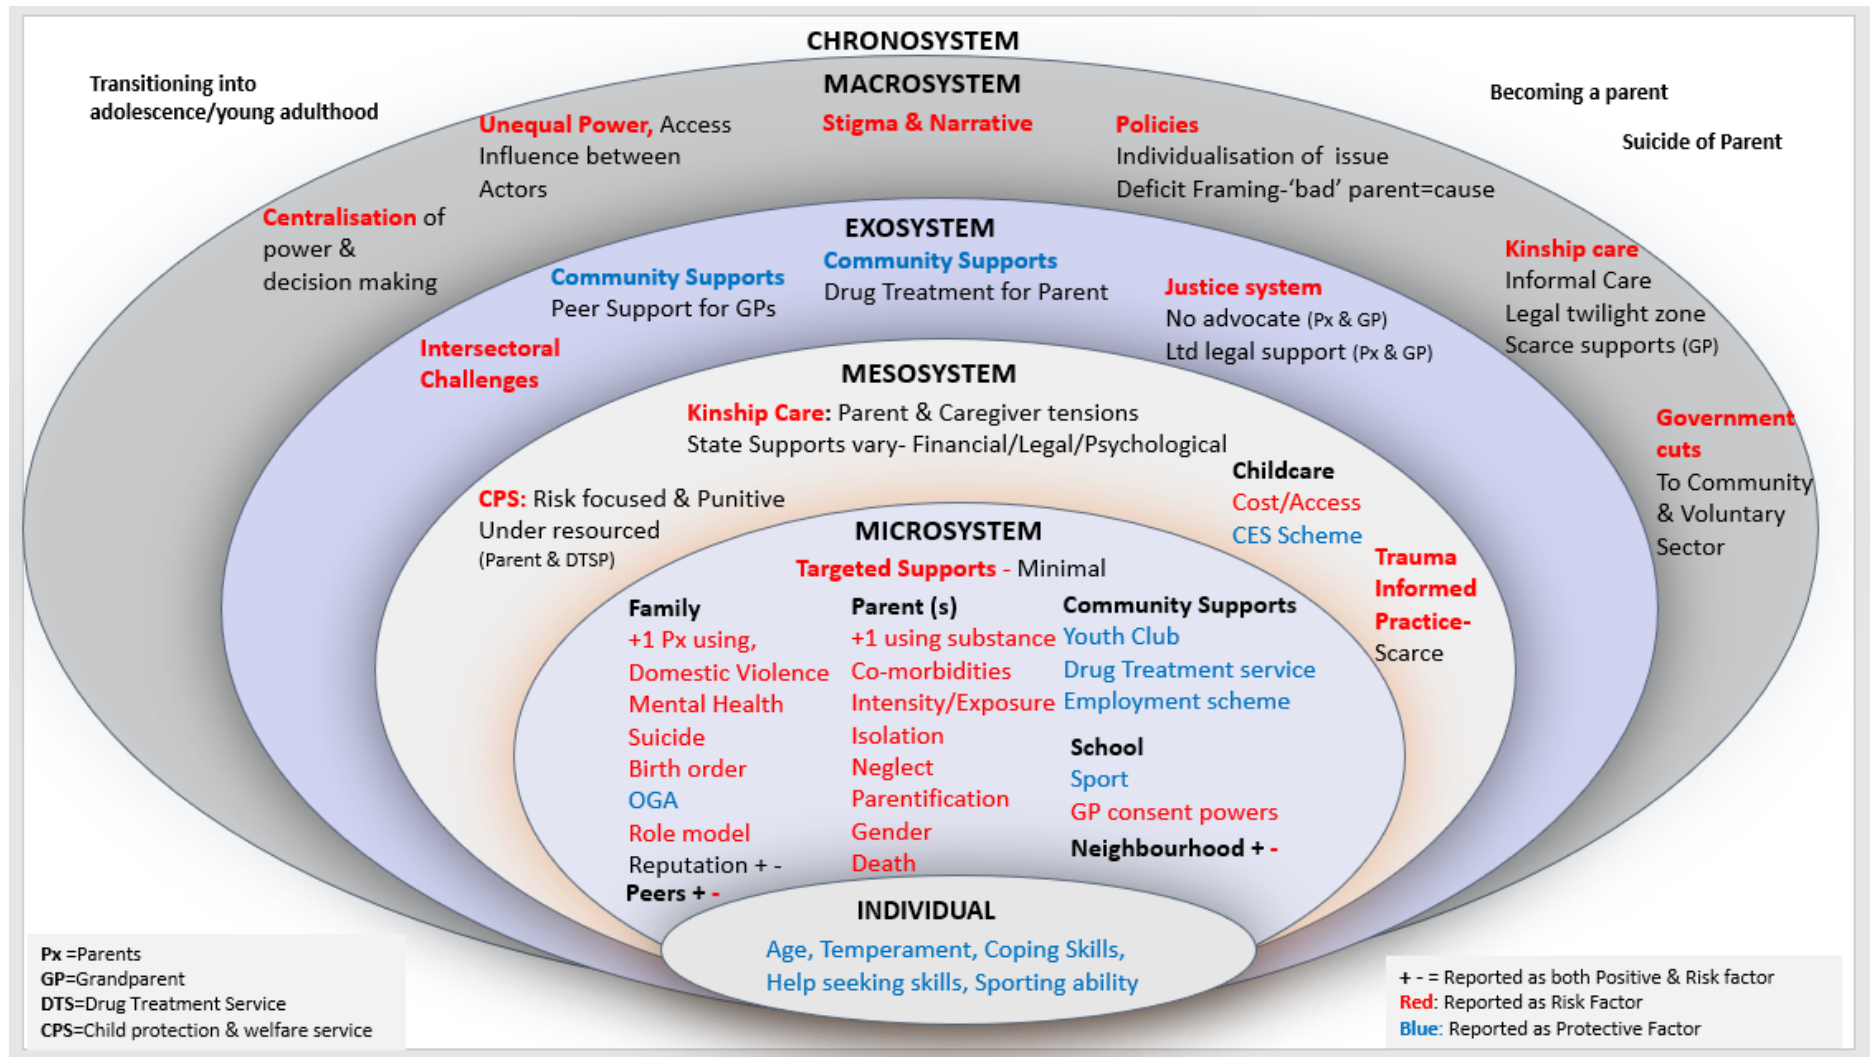 CHRONOSYSTEM
Transitioning into
adolescence/young adulthood
Becoming a parent
Suicide of Parent
MACROSYSTEM
Unequal Power, Access
Influence between
Actors
Stigma & Narrative
Policies
Individualisation of issue
Deficit Framing-‘bad’ parent=cause
Centralisation of
power &
decision making
Kinship care
Informal Care
Legal twilight zone
Scarce supports (GP)
Government
cuts
To Community
& Voluntary
Sector
EXOSYSTEM
Community Supports
Peer Support for GPs
Community Supports
Drug Treatment for Parent
Justice system
No advocate (Px & GP)
Ltd legal support (Px & GP)
Intersectoral
Challenges
MESOSYSTEM
Kinship Care: Parent & Caregiver tensions
State Supports vary- Financial/Legal/Psychological
CPS: Risk focused & Punitive
Under resourced
(Parent & DTSP)
Childcare
Cost/Access
CES Scheme
Trauma
Informed
Practice-
Scarce
MICROSYSTEM
Targeted Supports - Minimal
Family
+1 Px using,
Domestic Violence
Mental Health
Suicide
Birth order
OGA
Role model
Reputation + -
Peers + -
Parent (s)
+1 using substance
Co-morbidities
Intensity/Exposure
Isolation
Neglect
Parentification
Gender
Death
Community Supports
Youth Club
Drug Treatment service
Employment scheme
School
Sport
GP consent powers
Neighbourhood + -
INDIVIDUAL
Age, Temperament, Coping Skills,
Help seeking skills, Sporting ability
Px =Parents
GP=Grandparent
DTS=Drug Treatment Service
CPS=Child protection & welfare service
+ - = Reported as both Positive & Risk factor
Red: Reported as Risk Factor
Blue: Reported as Protective Factor